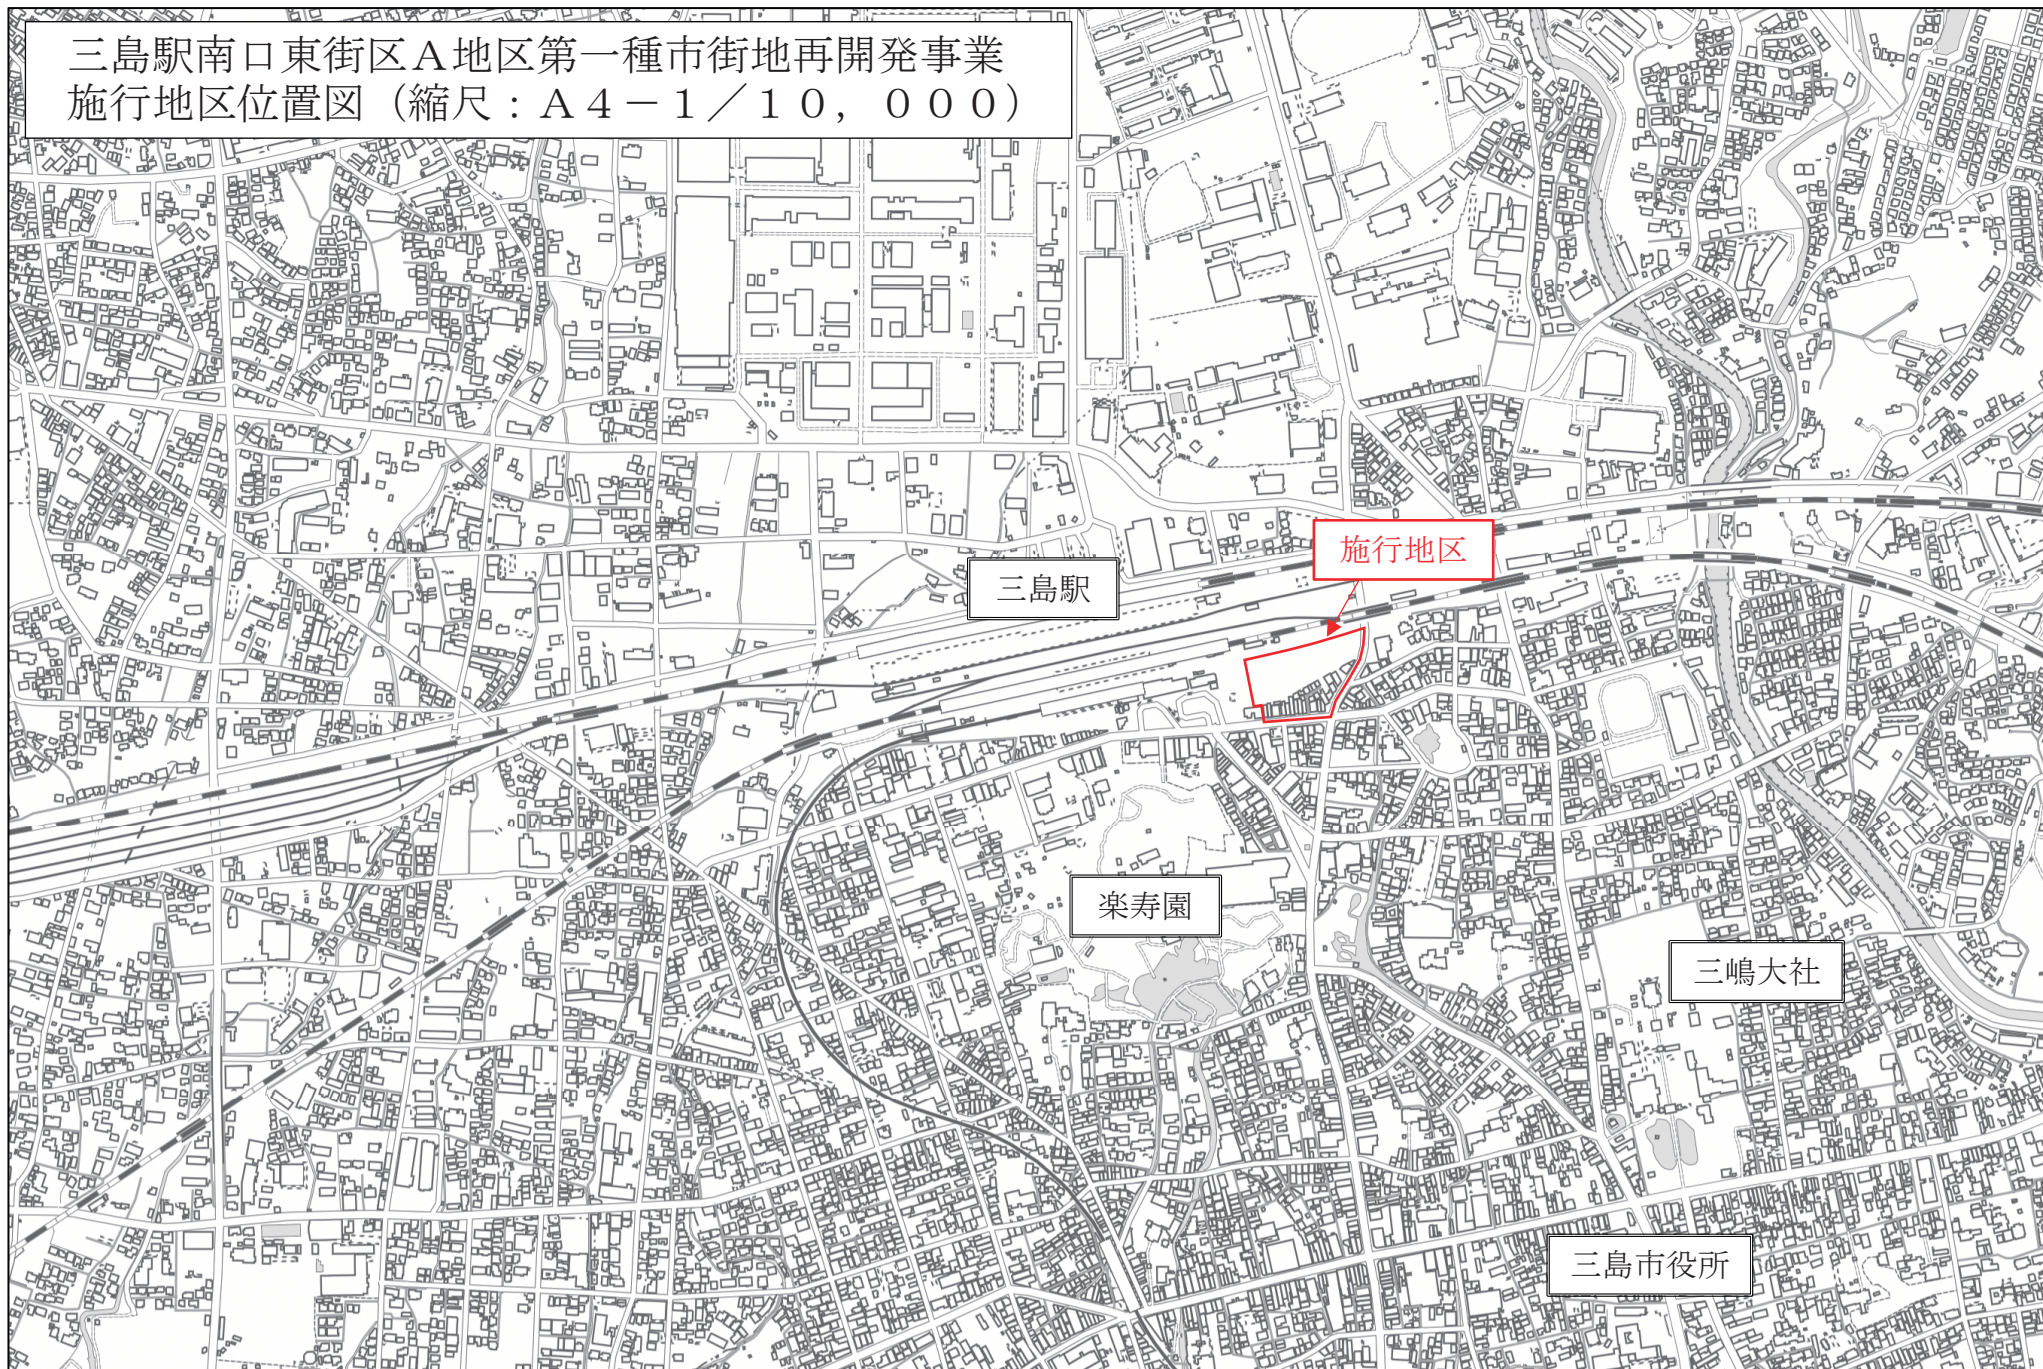 三島駅南口東街区Ａ地区第一種市街地再開発事業
施行地区位置図（縮尺：Ａ４－１／１０，０００）
施行地区
三島駅
楽寿園
三嶋大社
三島市役所